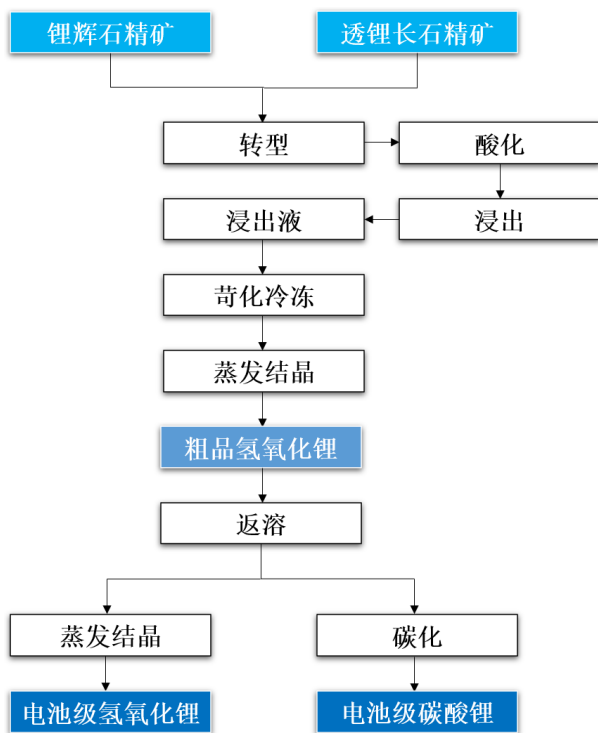 锂辉石精矿
透锂长石精矿
转型
酸化
浸出液
浸出
苛化冷冻
蒸发结晶
粗品氢氧化锂
返溶
蒸发结晶
碳化
电池级氢氧化锂
电池级碳酸锂